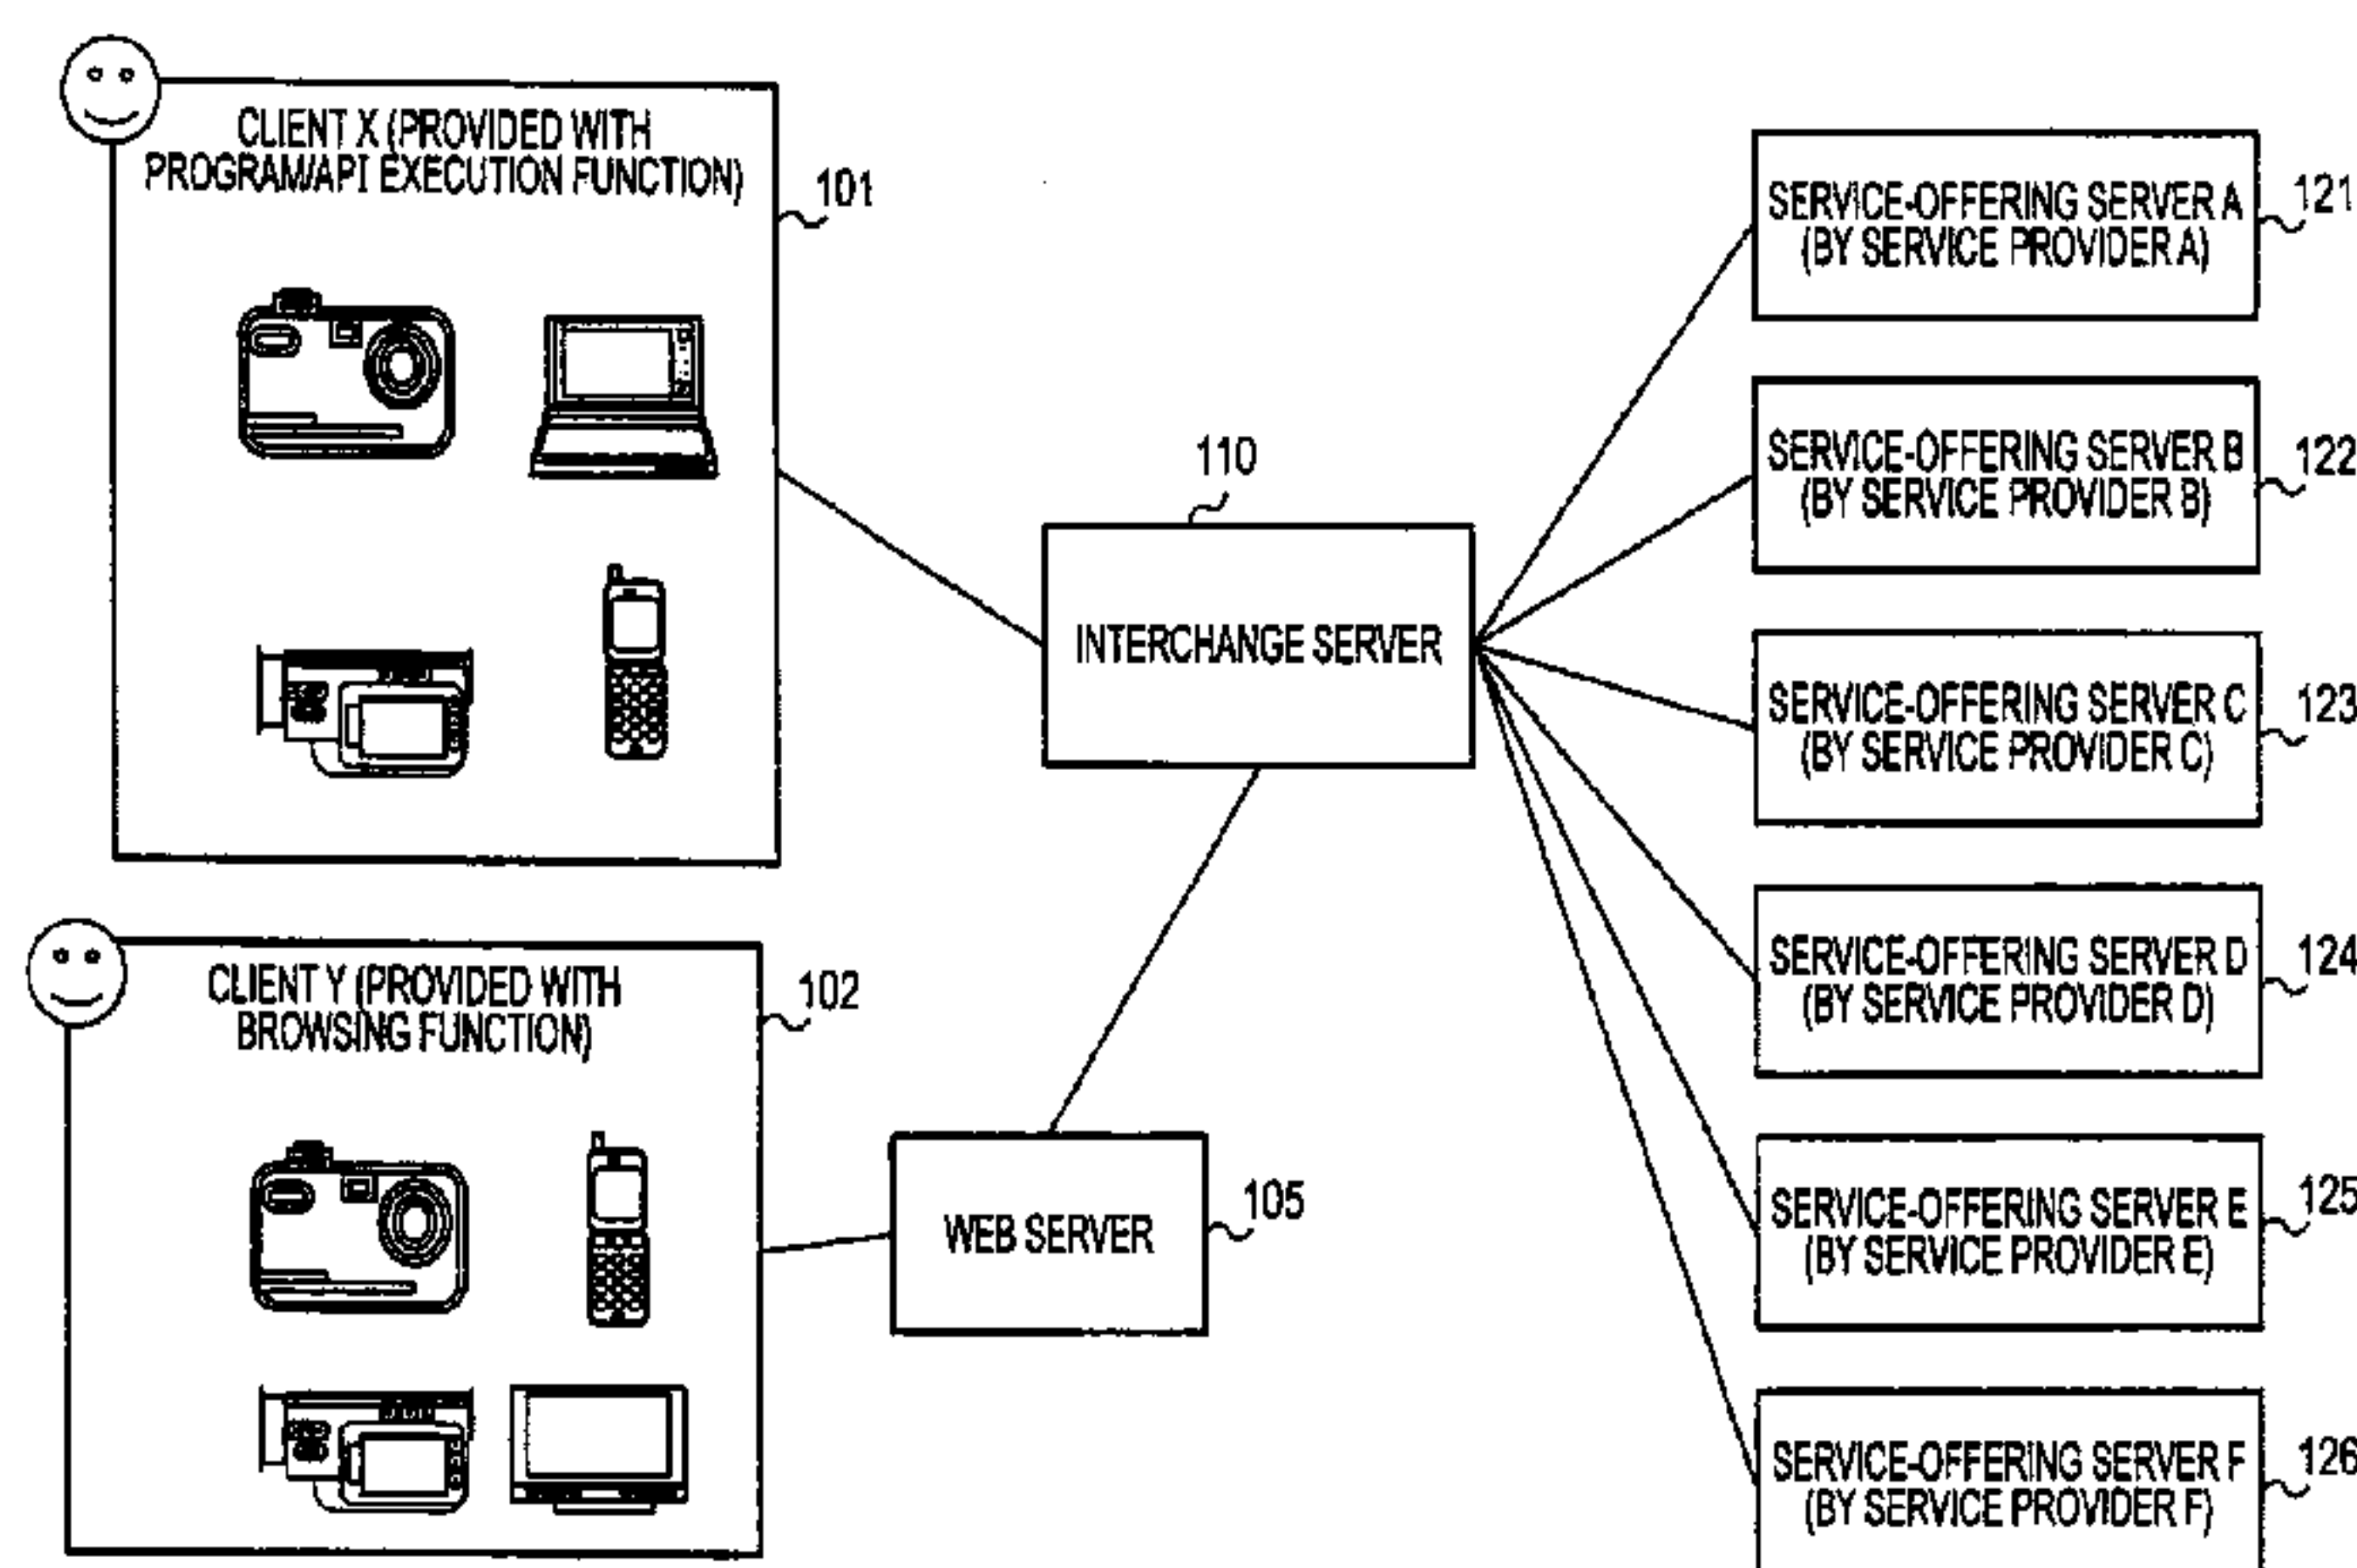 CLIENT X (PROVIDED WITH
PROGRAM/API EXECUTION FUNCTION)
101
110
INTERCHANGE SERVER
SERVICE-OFFERING SERVER A
(BY SERVICE PROVIDER A)
121
SERVICE-OFFERING SERVER B
(BY SERVICE PROVIDER B)
122
SERVICE-OFFERING SERVER C
(BY SERVICE PROVIDER C)
123
SERVICE-OFFERING SERVER D
(BY SERVICE PROVIDER D)
124
SERVICE-OFFERING SERVER E
(BY SERVICE PROVIDER E)
125
SERVICE-OFFERING SERVER F
(BY SERVICE PROVIDER F)
126
CLIENT Y (PROVIDED WITH
BROWSING FUNCTION)
102
WEB SERVER
105